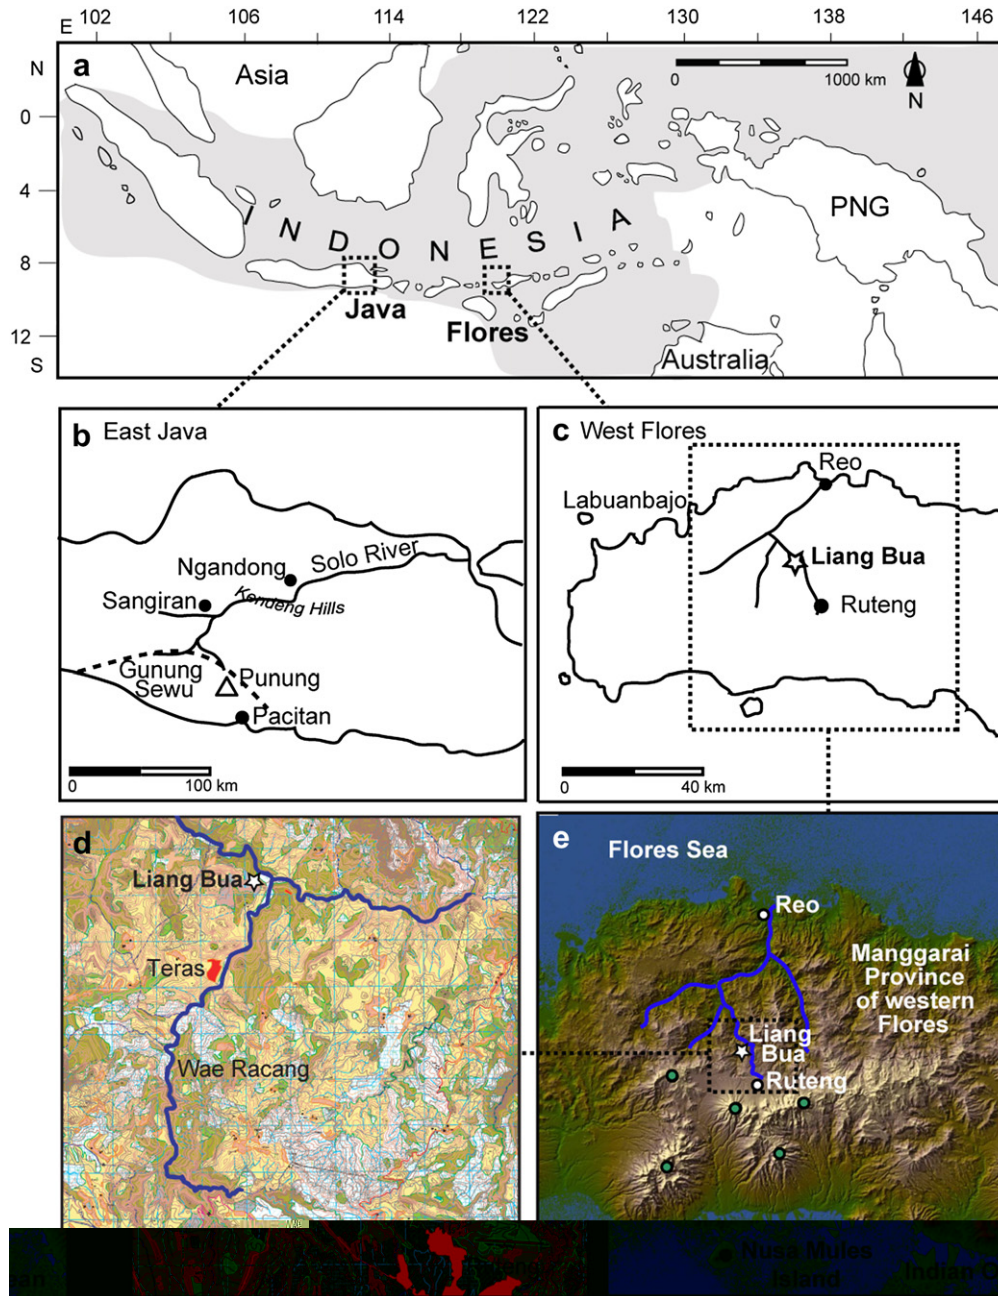 E
102
106
114
122
130
138
146
N
0
4
8
12
S
a
Asia
0
1000 km
N
INDONESIA
PNG
Java
Flores
Australia
b East Java
Ngandong
Solo River
Sangiran
Kendeng Hills
Gunung
Sewu
Punung
Pacitan
0
100 km
c West Flores
Reo
Labuanbajo
Liang Bua
Ruteng
0
40 km
d
Liang Bua
Teras
Wae Racang
e
Flores Sea
Reo
Manggarai
Province
of western
Flores
Liang
Bua
Ruteng
Nusa Mules
Island